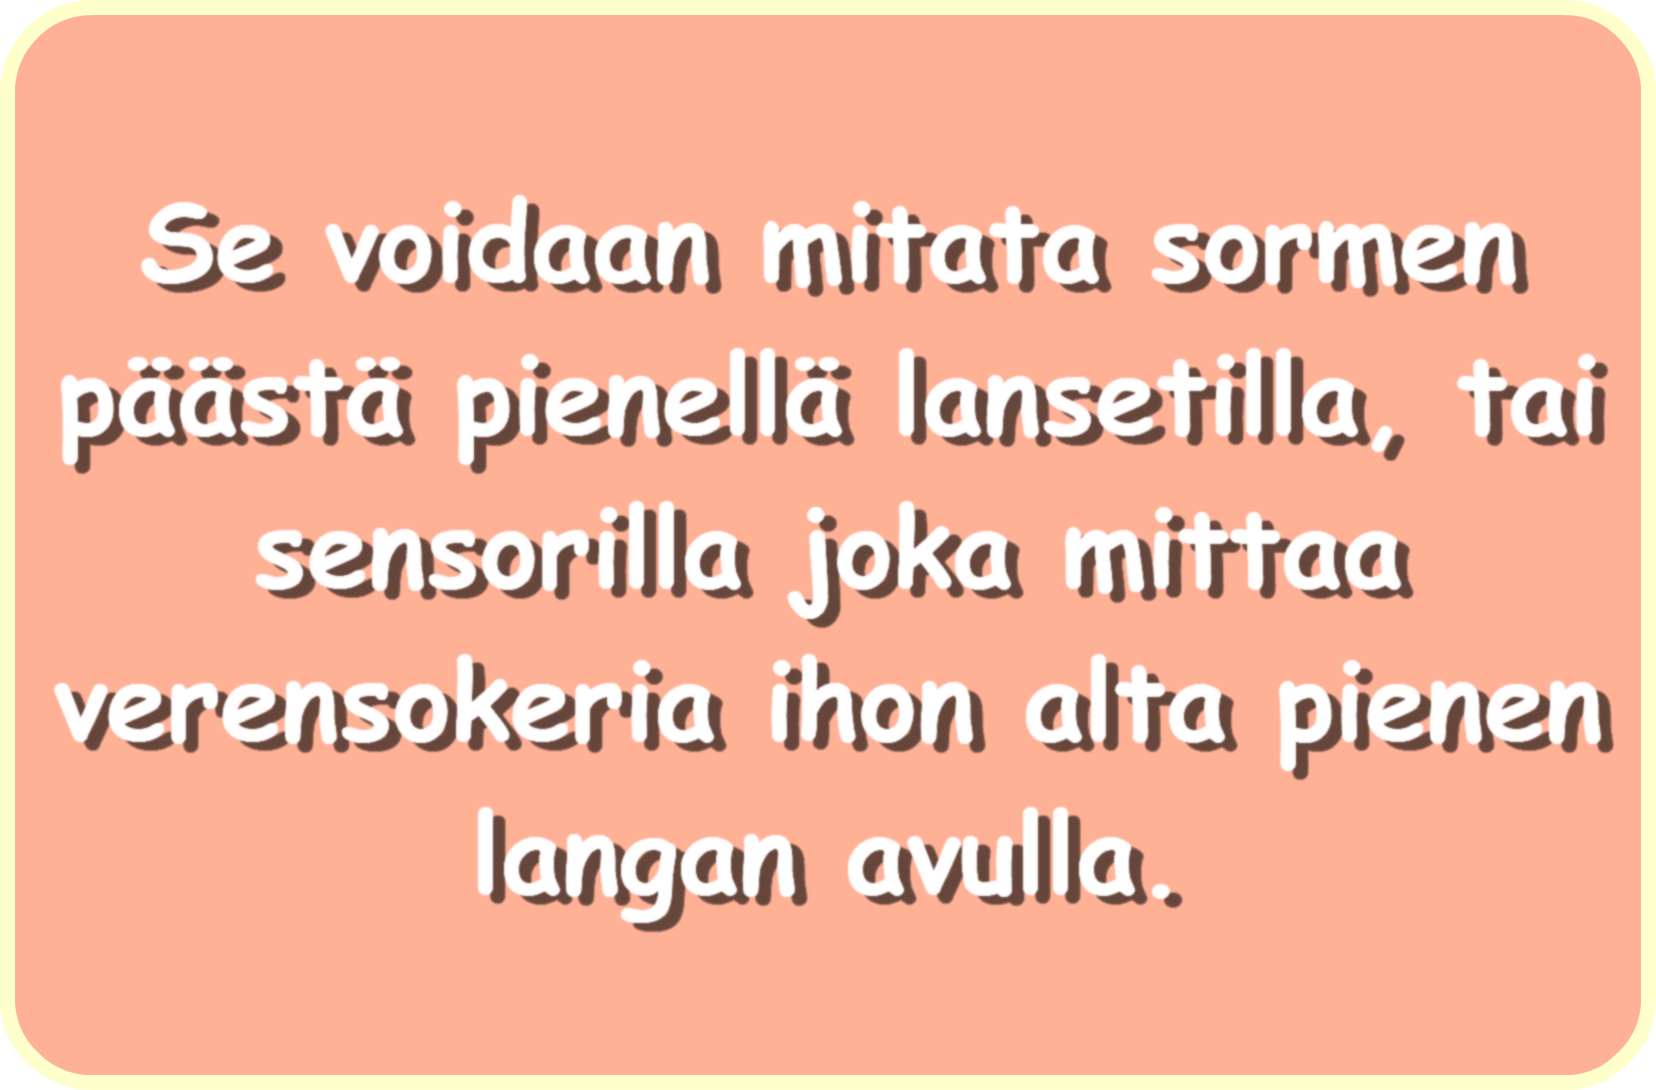 Se voidaan mitata sormen
päästä pienellä lansetilla, tai
sensorilla joka mittaa
verensokeria ihon alta pienen
langan avulla.